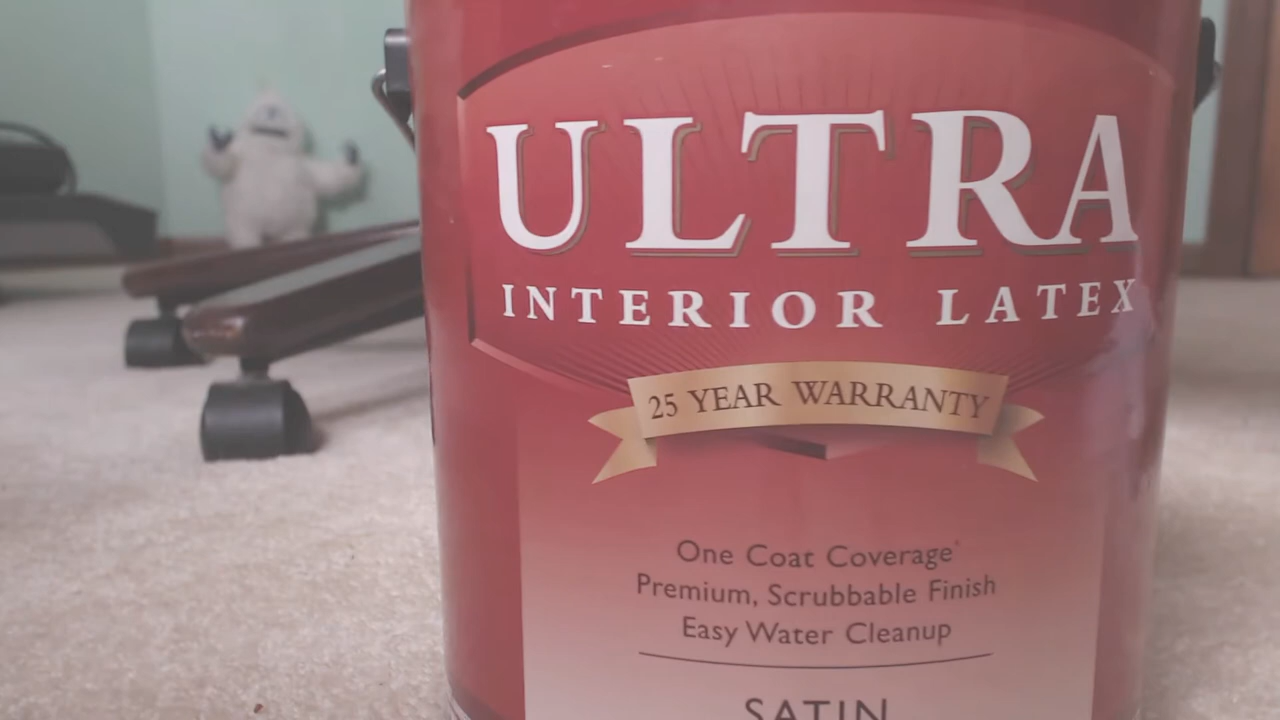 ULTRA
INTERIOR LATEX
25 YEAR WARRANTY
One Coat Coverage*
Premium, Scrubbable Finish
Easy Water Cleanup
SATIN